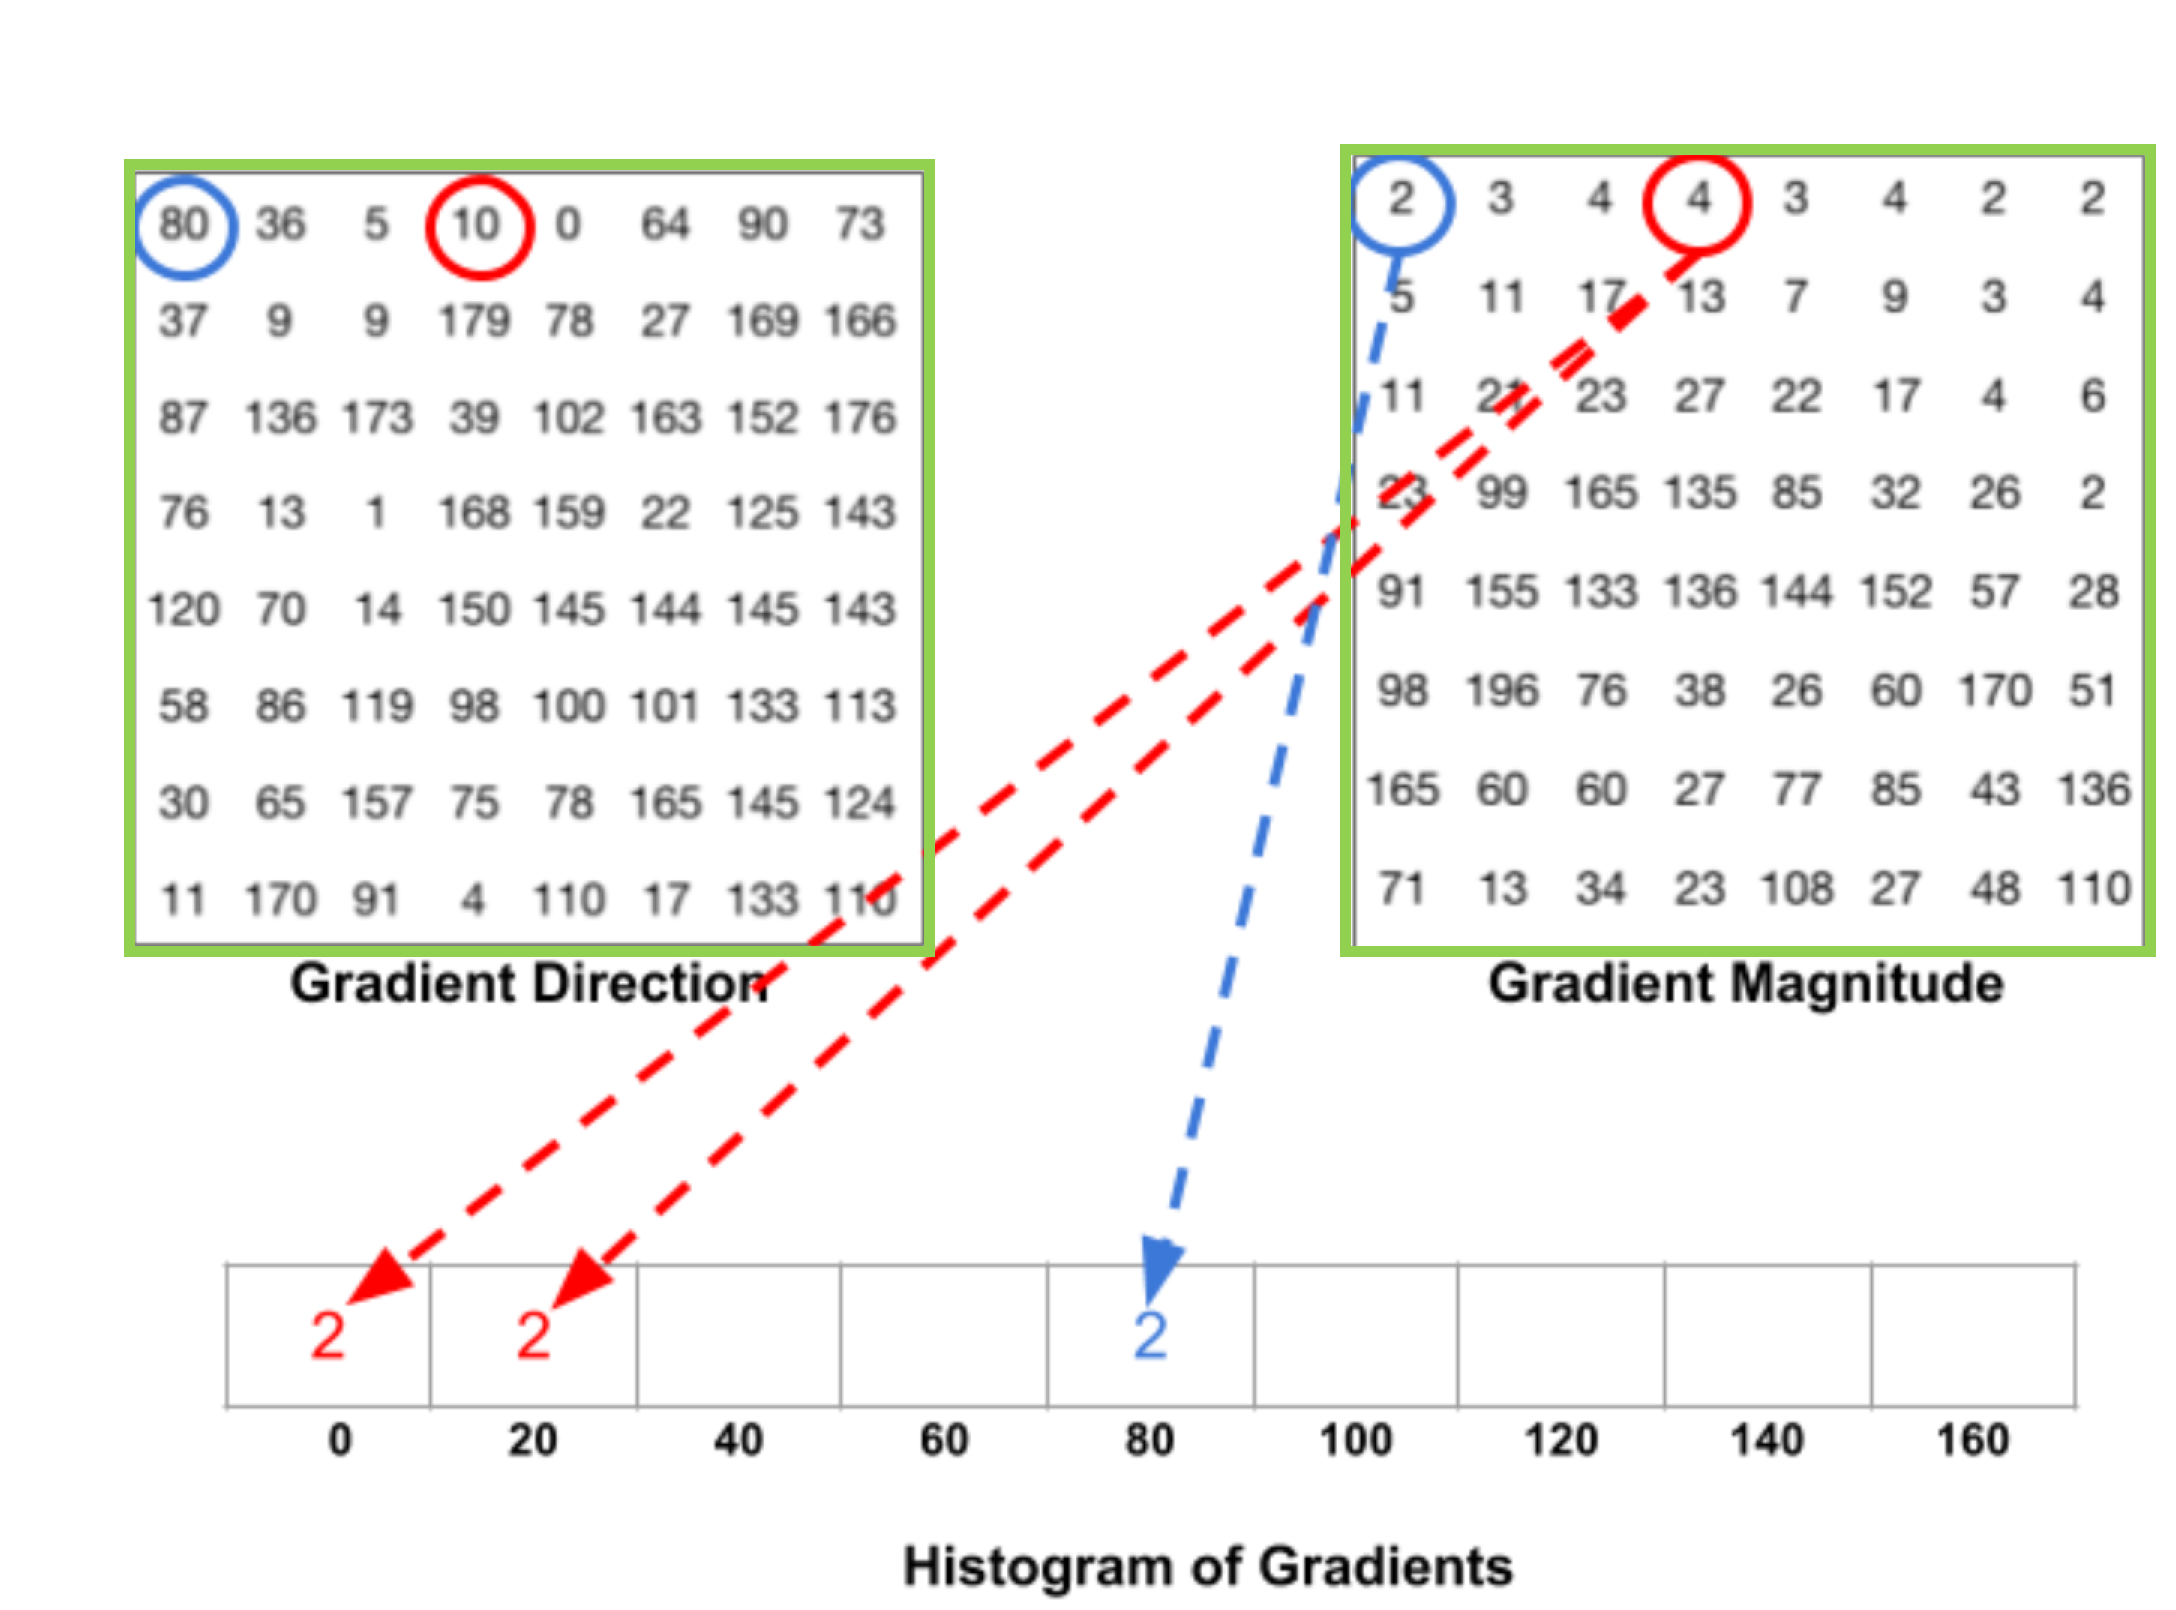 80 36 5 10 0 64 90 73
37 9 9 179 78 27 169 166
87 136 173 39 102 163 152 176
76 13 1 168 159 22 125 143
120 70 14 150 145 144 145 143
58 86 119 98 100 101 133 113
30 65 157 75 78 165 145 124
11 170 91 4 110 17 133 110
Gradient Direction
2 3 4 4 3 4 2 2
5 11 17 13 7 9 3 4
11 21 23 27 22 17 4 6
23 99 165 135 85 32 26 2
91 155 133 136 144 152 57 28
98 196 76 38 26 60 170 51
165 60 60 27 77 85 43 136
71 13 34 23 108 27 48 110
Gradient Magnitude
2 2 2
0 20 40 60 80 100 120 140 160
Histogram of Gradients